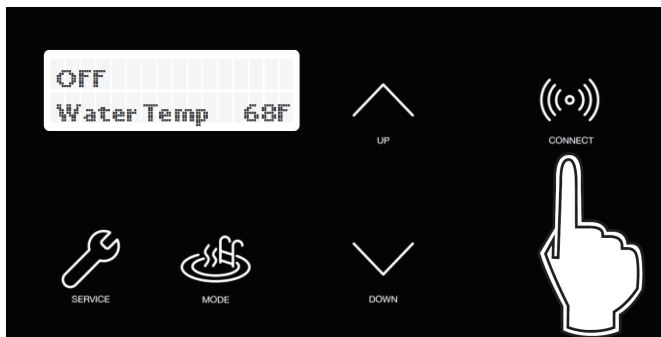 OFF
Water Temp 68F
UP
CONNECT
SERVICE
MODE
DOWN